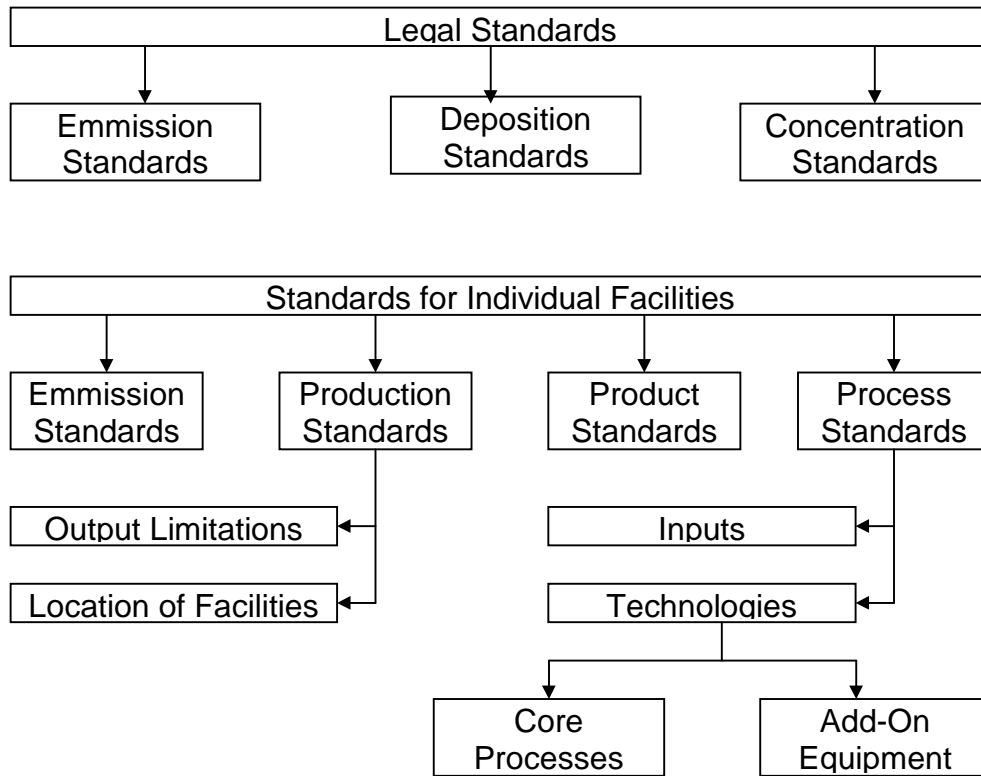 Legal Standards
Emmission
Standards
Deposition
Standards
Concentration
Standards
Standards for Individual Facilities
Emmission
Standards
Production
Standards
Product
Standards
Process
Standards
Output Limitations
Inputs
Location of Facilities
Technologies
Core
Processes
Add-On
Equipment